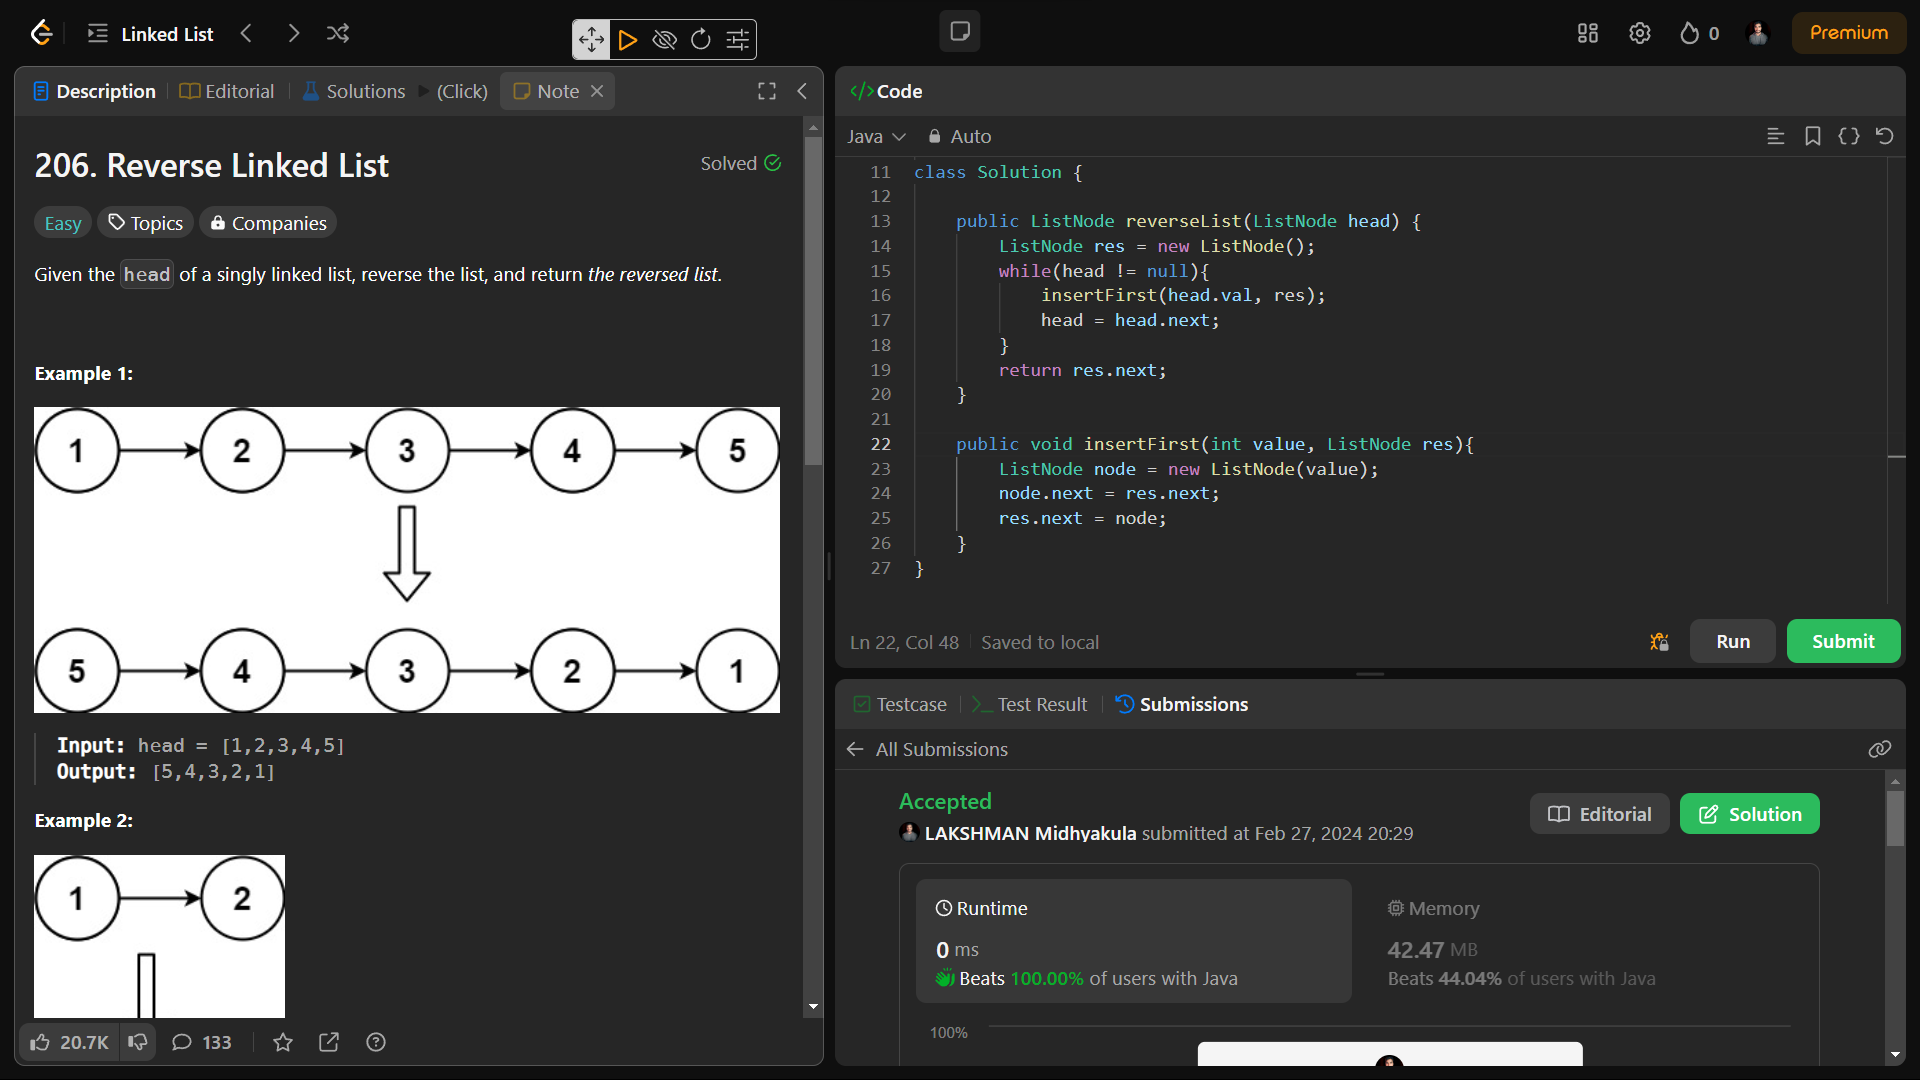 Linked List
0
Premium
Description
Editorial
Solutions
(Click)
Note
206. Reverse Linked List
Solved
Easy
Topics
Companies
Given the head of a singly linked list, reverse the list, and return the reversed list.
Example 1:
1 2 3 4 5
5 4 3 2 1
Input: head = [1,2,3,4,5]
Output: [5,4,3,2,1]
Example 2:
1 2
20.7K
133
</>Code
Java
Auto
11 class Solution {
12
13 public ListNode reverseList(ListNode head) {
14 ListNode res = new ListNode();
15 while(head != null){
16 insertFirst(head.val, res);
17 head = head.next;
18 }
19 return res.next;
20 }
21
22 public void insertFirst(int value, ListNode res){
23 ListNode node = new ListNode(value);
24 node.next = res.next;
25 res.next = node;
26 }
27 }
Ln 22, Col 48
Saved to local
Run
Submit
Testcase
Test Result
Submissions
All Submissions
Accepted
LAKSHMAN Midhyakula submitted at Feb 27, 2024 20:29
Editorial
Solution
Runtime
0 ms
Beats 100.00% of users with Java
Memory
42.47 MB
Beats 44.04% of users with Java
100%